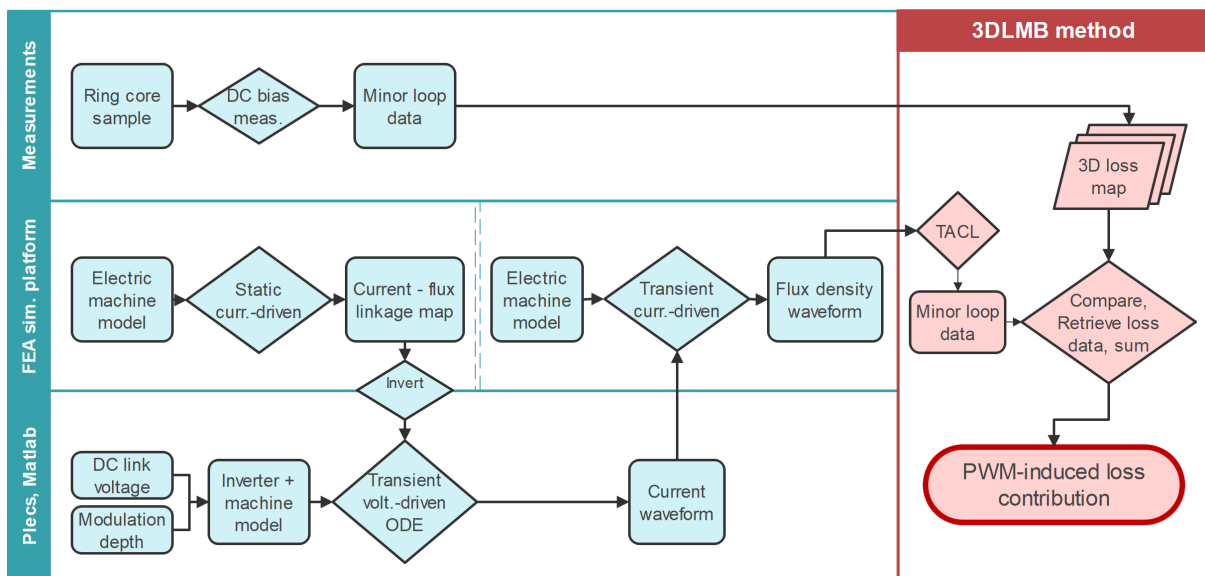 3DLMB method
Measurements
Ring core
sample
DC bias
meas.
Minor loop
data
3D loss
map
FEA sim. platform
Electric
machine
model
Static
curr.-driven
Current - flux
linkage map
Electric
machine
model
Transient
curr.-driven
Flux density
waveform
TACL
Minor loop
data
Compare,
Retrieve loss
data, sum
Invert
Plecs, Matlab
DC link
voltage
Modulation
depth
Inverter +
machine
model
Transient
volt.-driven
ODE
Current
waveform
PWM-induced loss
contribution